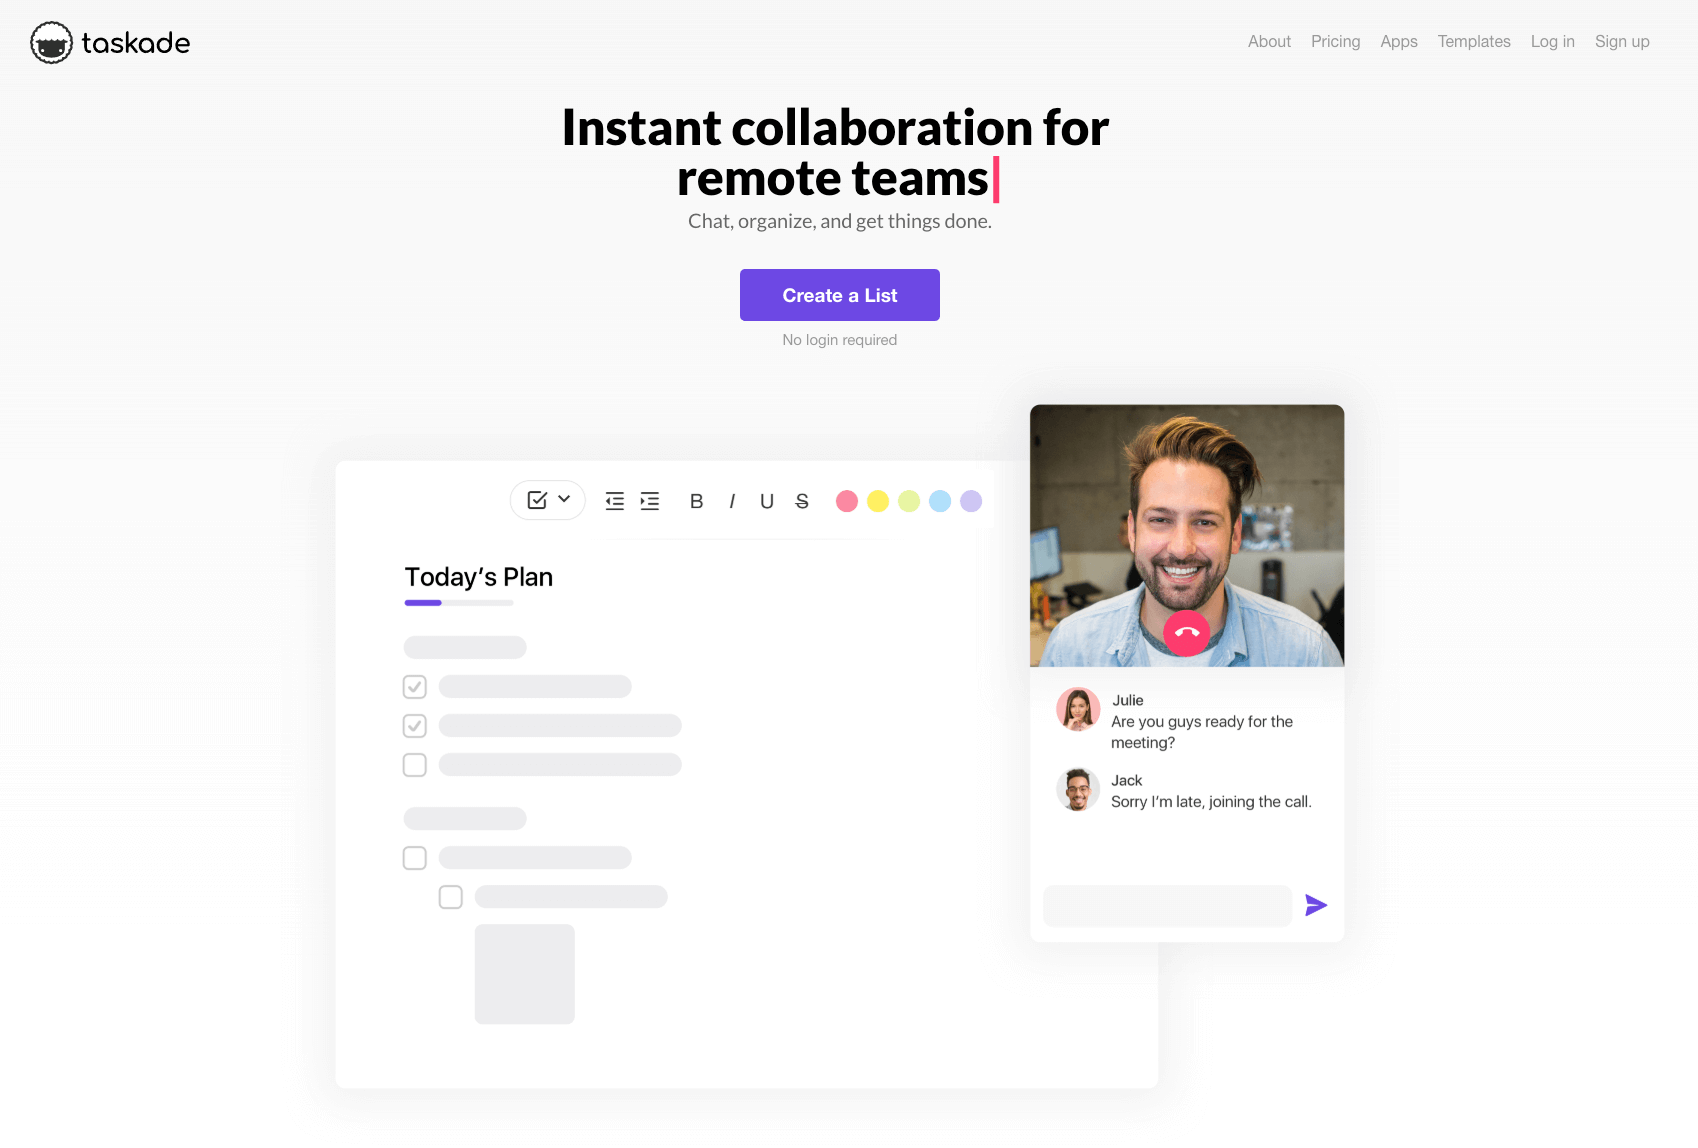 taskade
About Pricing Apps Templates Log in Sign up
Instant collaboration for
remote teams
Chat, organize, and get things done.
Create a List
No login required
B I U S
Today's Plan
Julie
Are you guys ready for the
meeting?
Jack
Sorry I'm late, joining the call.